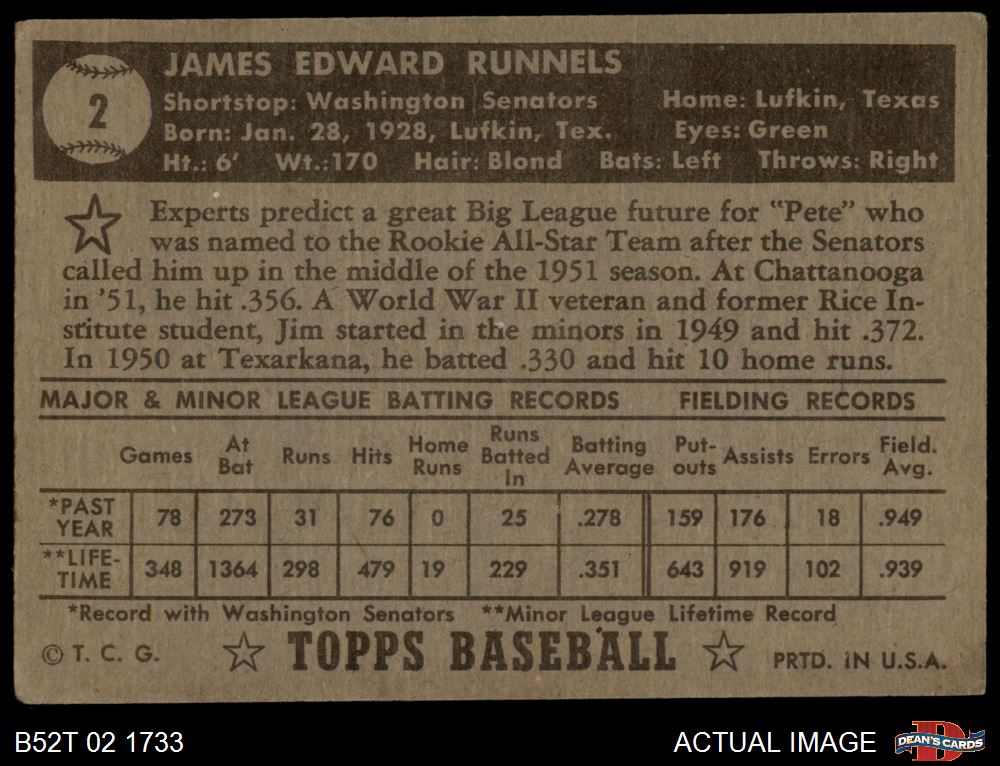 2
JAMES EDWARD RUNNELS
Shortstop: Washington Senators Home: Lufkin, Texas
Born: Jan. 28, 1928, Lufkin, Tex. Eyes: Green
Ht.: 6' Wt.:170 Hair: Blond Bats: Left Throws: Right
Experts predict a great Big League future for "Pete" who
was named to the Rookie All-Star Team after the Senators
called him up in the middle of the 1951 season. At Chattanooga
in '51, he hit .356. A World War II veteran and former Rice In-
stitute student, Jim started in the minors in 1949 and hit .372.
In 1950 at Texarkana, he batted .330 and hit 10 home runs.
MAJOR & MINOR LEAGUE BATTING RECORDS FIELDING RECORDS
Games At Bat Runs Hits Home Runs Runs Batted In Batting Average Put-outs Assists Errors Field. Avg.
*PAST YEAR 78 273 31 76 0 25 .278 159 176 18 .949
**LIFE-TIME 348 1364 298 479 19 229 .351 643 919 102 .939
*Record with Washington Senators **Minor League Lifetime Record
© T. C. G. TOPPS BASEBALL PRTD. IN U.S.A.
B52T 02 1733 ACTUAL IMAGE DEAN'S CARDS